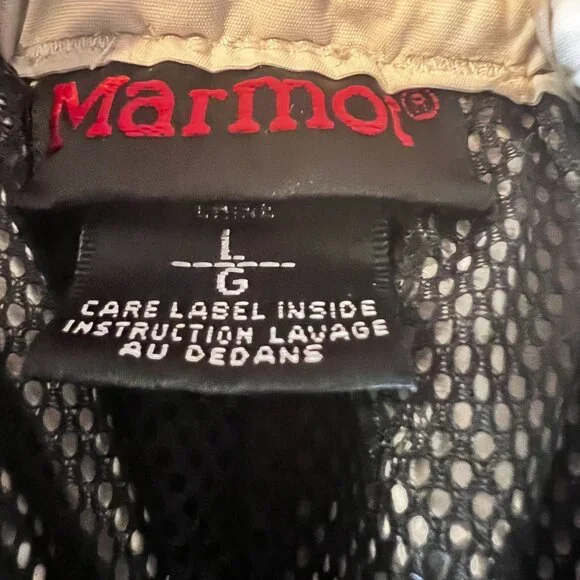 Marmot®
L
G
CARE LABEL INSIDE
INSTRUCTION LAVAGE
AU DEDANS